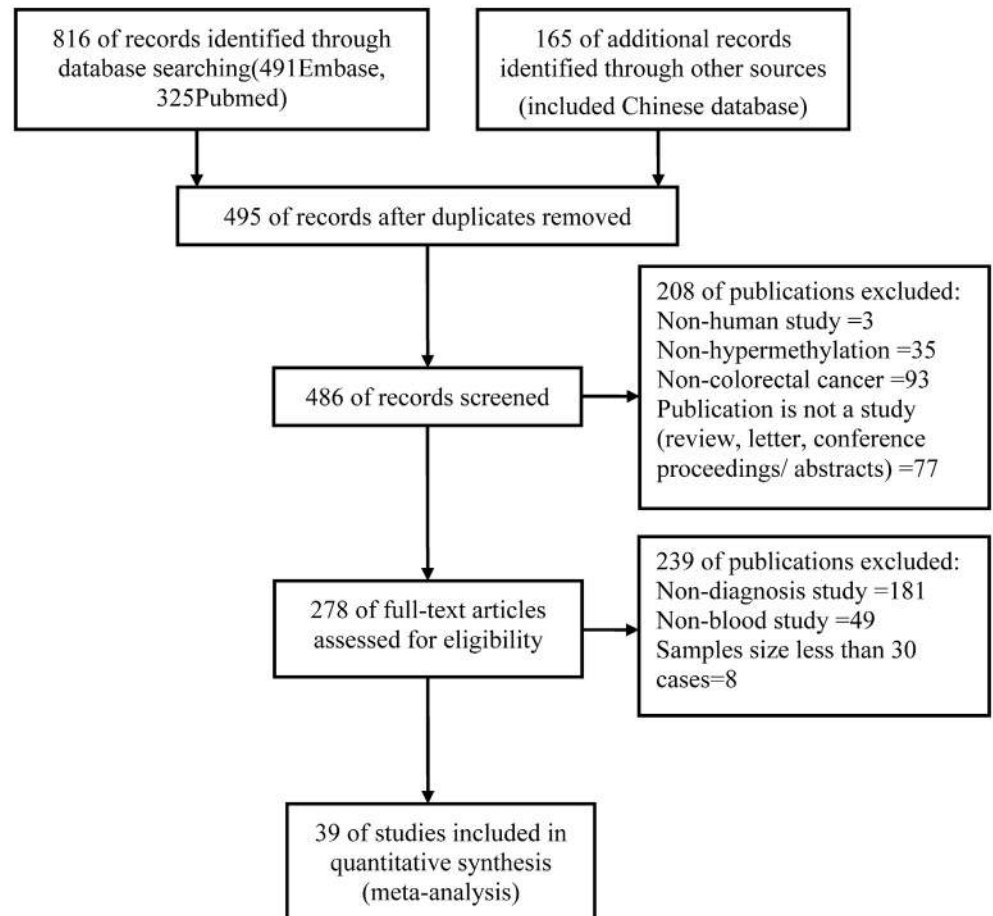 816 of records identified through
database searching(491Embase,
325Pubmed)
165 of additional records
identified through other sources
(included Chinese database)
495 of records after duplicates removed
486 of records screened
208 of publications excluded:
Non-human study =3
Non-hypermethylation =35
Non-colorectal cancer =93
Publication is not a study
(review, letter, conference
proceedings/ abstracts) =77
278 of full-text articles
assessed for eligibility
239 of publications excluded:
Non-diagnosis study =181
Non-blood study =49
Samples size less than 30
cases=8
39 of studies included in
quantitative synthesis
(meta-analysis)